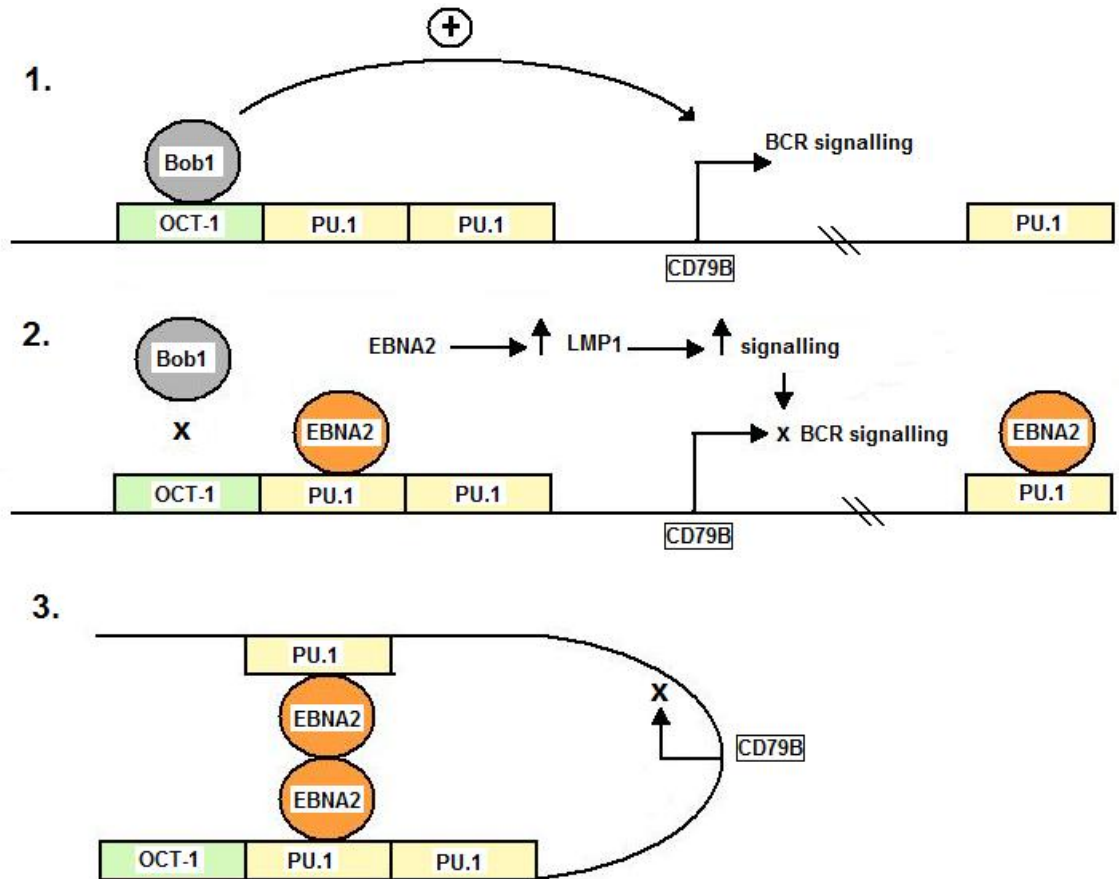 +
1.
Bob1
BCR signalling
OCT-1 PU.1 PU.1 PU.1
CD79B
2.
Bob1
EBNA2 LMP1 signalling
EBNA2 EBNA2
X
x BCR signalling
OCT-1 PU.1 PU.1 PU.1
CD79B
3.
PU.1
X
EBNA2
CD79B
EBNA2
OCT-1 PU.1 PU.1